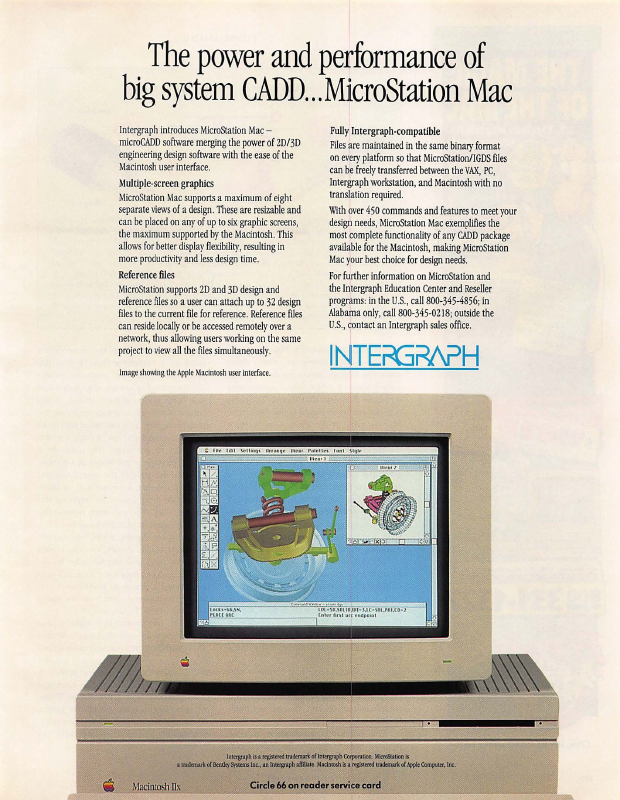 The power and performance of
big system CADD...MicroStation Mac
Intergraph introduces MicroStation Mac –
microCADD software merging the power of 2D/3D
engineering design software with the ease of the
Macintosh user interface.
Multiple-screen graphics
MicroStation Mac supports a maximum of eight
separate views of a design. These are resizable and
can be placed on any of up to six graphic screens,
the maximum supported by the Macintosh. This
allows for better display flexibility, resulting in
more productivity and less design time.
Reference files
MicroStation supports 2D and 3D design and
reference files so a user can attach up to 32 design
files to the current file for reference. Reference files
can reside locally or be accessed remotely over a
network, thus allowing users working on the same
project to view all the files simultaneously.
Image showing the Apple Macintosh user interface.
Fully Intergraph-compatible
Files are maintained in the same binary format
on every platform so that MicroStation/IGDS files
can be freely transferred between the VAX, PC,
Intergraph workstation, and Macintosh with no
translation required.
With over 450 commands and features to meet your
design needs, MicroStation Mac exemplifies the
most complete functionality of any CADD package
available for the Macintosh, making MicroStation
Mac your best choice for design needs.
For further information on MicroStation and
the Intergraph Education Center and Reseller
programs: in the U.S., call 800-345-4856; in
Alabama only, call 800-345-0218; outside the
U.S., contact an Intergraph sales office.
INTERGRAPH
File Edit Settings Arrange View Palettes Font Style
View 1
View 2
PLACE ARC
Enter first arc endpoint
Intergraph is a registered trademark of Intergraph Corporation. MicroStation is
a trademark of Bentley Systems Inc., an Intergraph affiliate. Macintosh is a registered trademark of Apple Computer, Inc.
Macintosh IIx
Circle 66 on reader service card